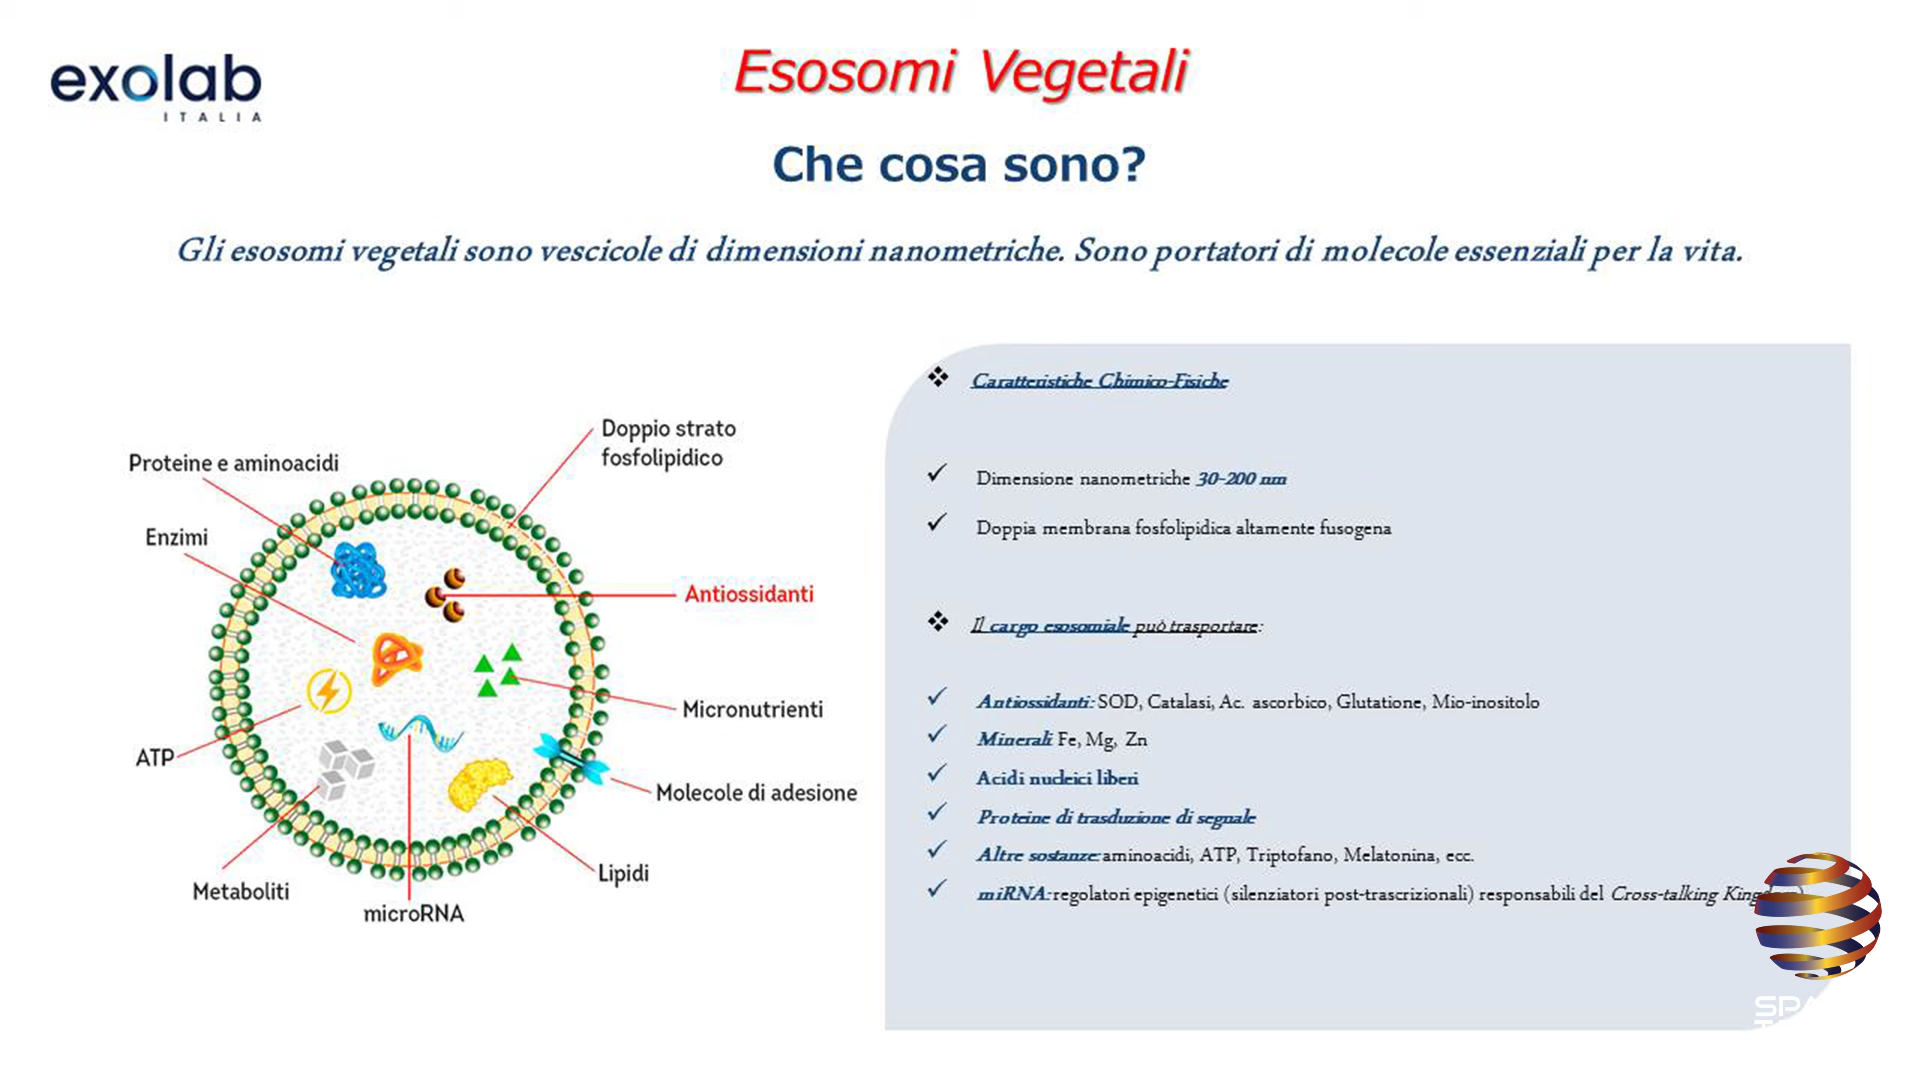 exolab
ITALIA
Esosomi Vegetali
Che cosa sono?
Gli esosomi vegetali sono vescicole di dimensioni nanometriche. Sono portatori di molecole essenziali per la vita.
Doppio strato
fosfolipidico
Proteine e aminoacidi
Enzimi
Antiossidanti
Micronutrienti
ATP
Molecole di adesione
Lipidi
Metaboliti
microRNA
Caratteristiche Chimico-Fisiche
Dimensione nanometriche 30-200 nm
Doppia membrana fosfolipidica altamente fusogena
Il cargo esosomiale può trasportare:
Antiossidanti: SOD, Catalasi, Ac. ascorbico, Glutatione, Mio-inositolo
Minerali: Fe, Mg, Zn
Acidi nucleici liberi
Proteine di trasduzione di segnale
Altre sostanze: aminoacidi, ATP, Triptofano, Melatonina, ecc.
miRNA: regolatori epigenetici (silenziatori post-trascrizionali) responsabili del Cross-talking